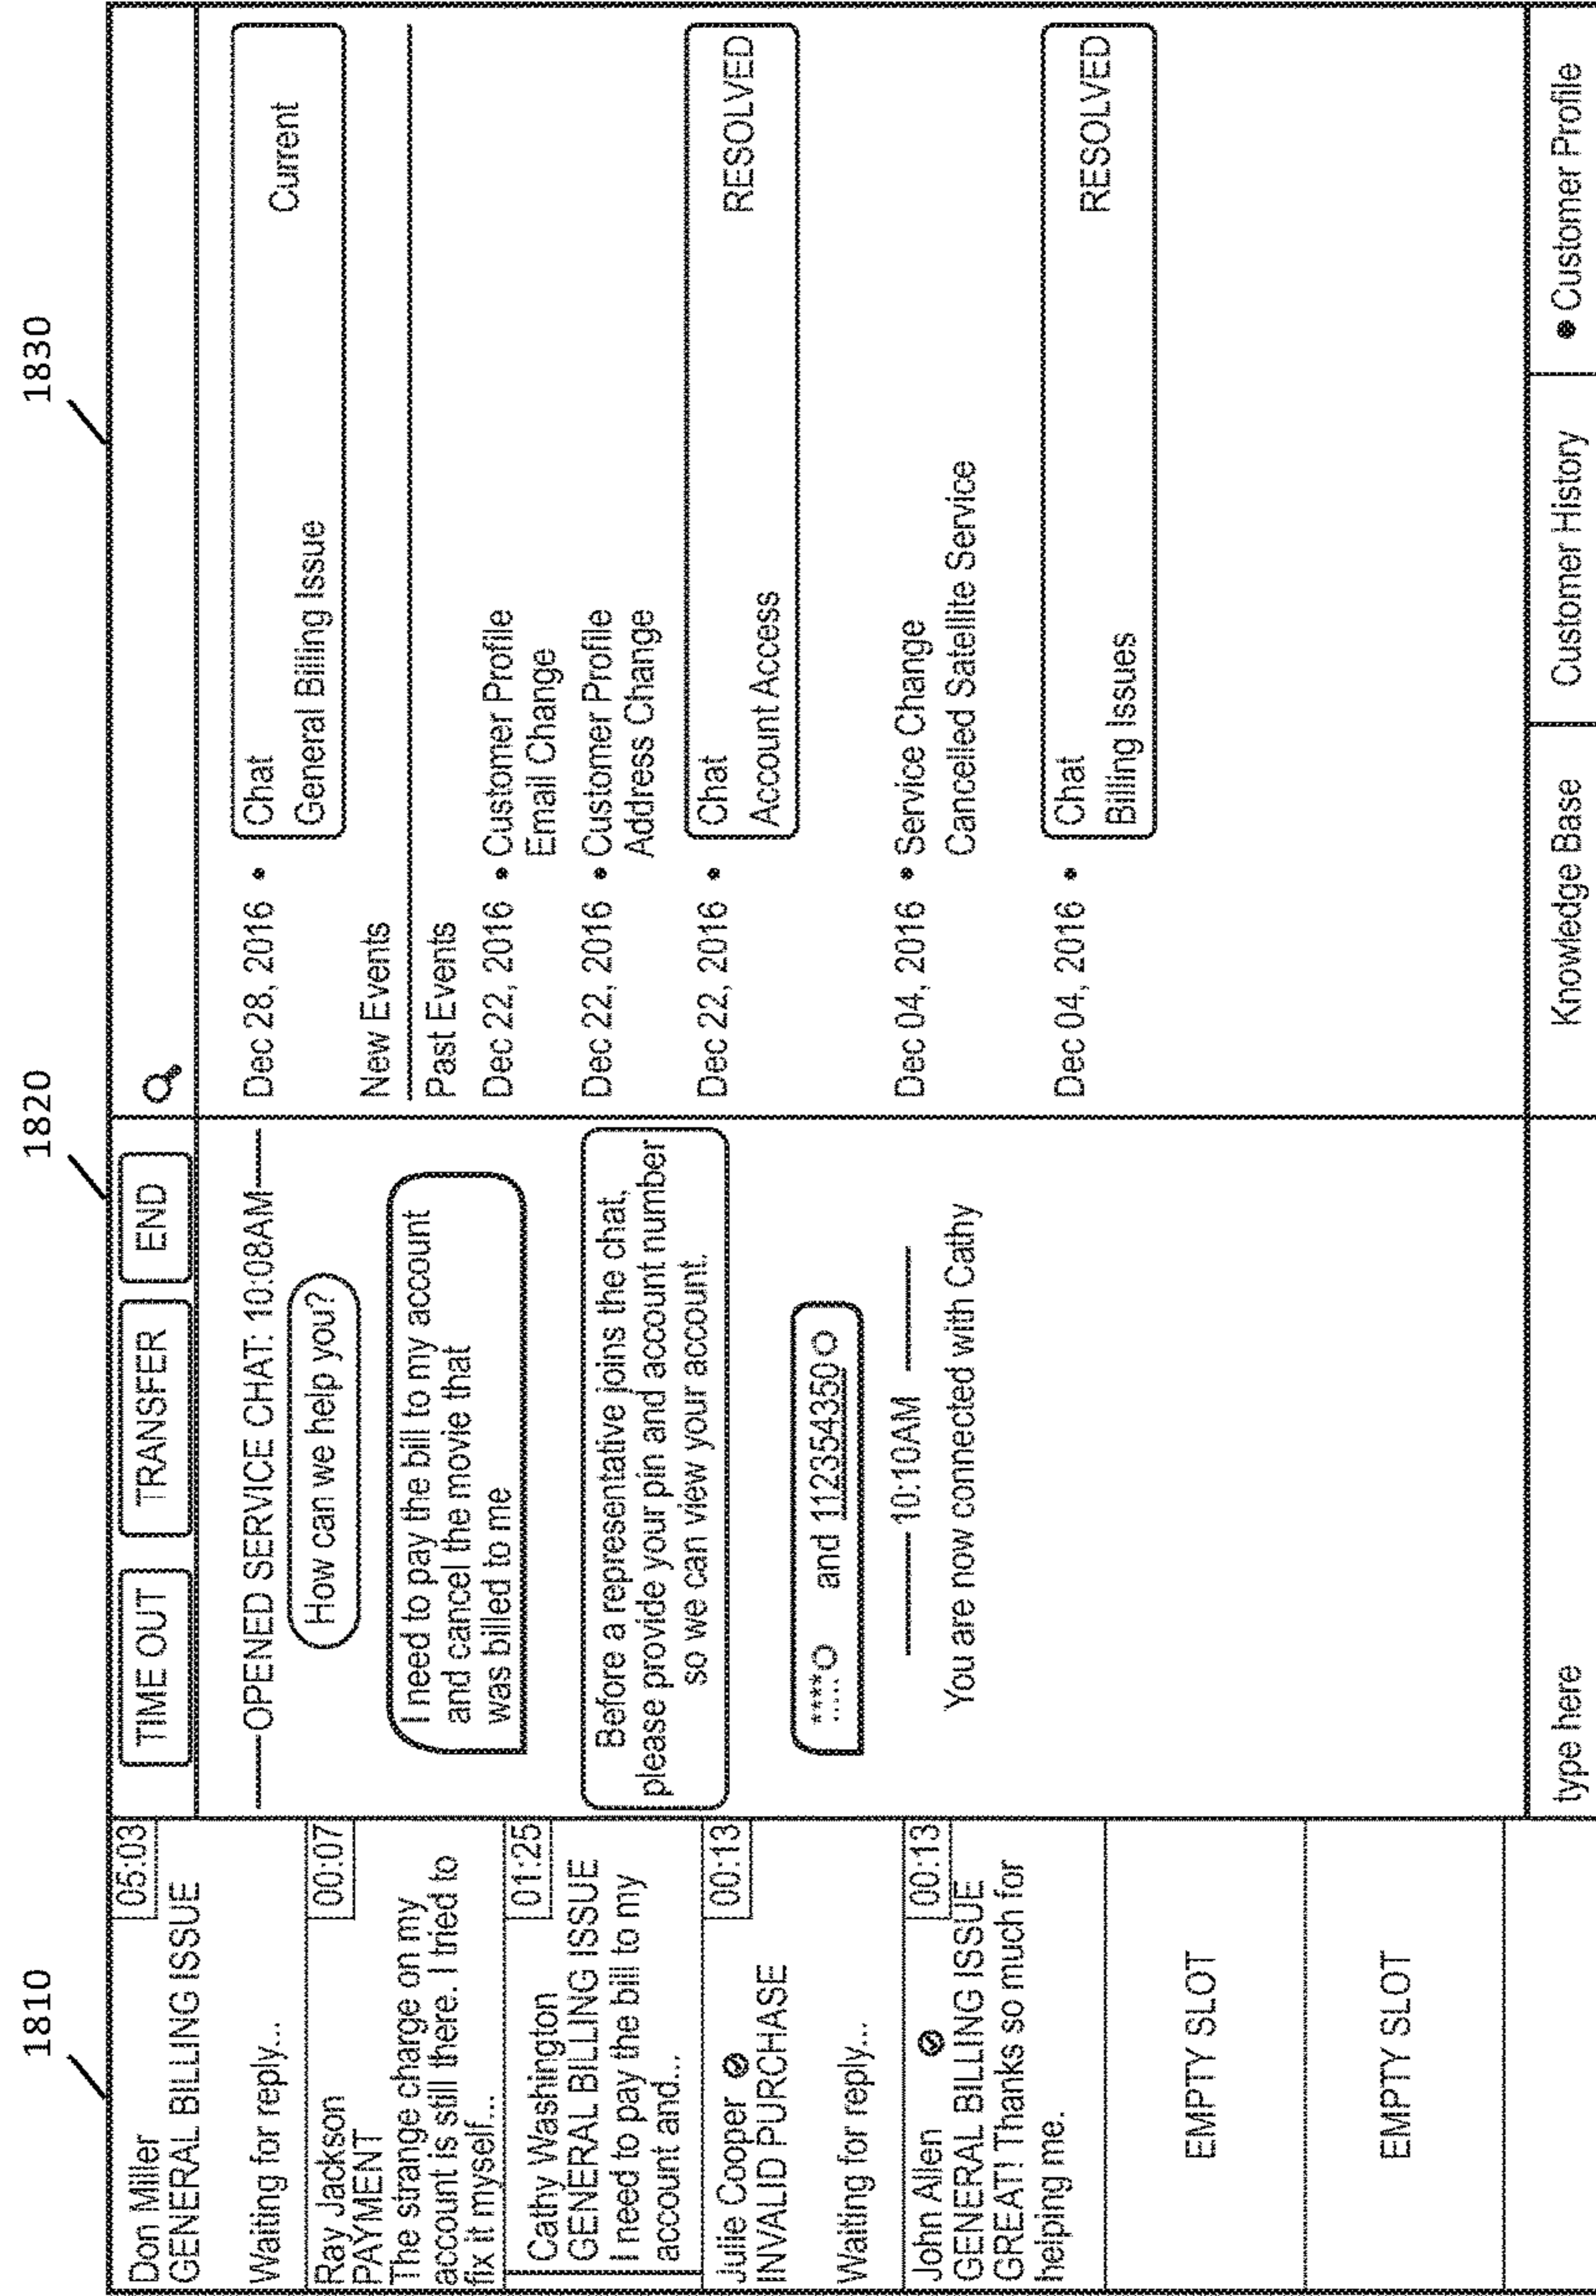 1810
1820
1830
Don Miller
05:03
GENERAL BILLING ISSUE
Waiting for reply...
Ray Jackson
00:07
PAYMENT
The strange charge on my
account is still there. I tried to
fix it myself...
Cathy Washington
01:25
GENERAL BILLING ISSUE
I need to pay the bill to my
account and...
Julie Cooper
00:13
INVALID PURCHASE
Waiting for reply...
John Allen
00:13
GENERAL BILLING ISSUE
GREAT! Thanks so much for
helping me.
EMPTY SLOT
EMPTY SLOT
TIME OUT
TRANSFER
END
OPENED SERVICE CHAT: 10:08AM
How can we help you?
I need to pay the bill to my account
and cancel the movie that
was billed to me
Before a representative joins the chat,
please provide your pin and account number
so we can view your account.
**** and 112354350
10:10AM
You are now connected with Cathy
type here
Dec 28, 2016 • Chat
Current
General Billing Issue
New Events
Past Events
Dec 22, 2016 • Customer Profile
Email Change
Dec 22, 2016 • Customer Profile
Address Change
Dec 22, 2016 • Chat
RESOLVED
Account Access
Dec 04, 2016 • Service Change
Cancelled Satellite Service
Dec 04, 2016 • Chat
RESOLVED
Billing Issues
Knowledge Base
Customer History
• Customer Profile